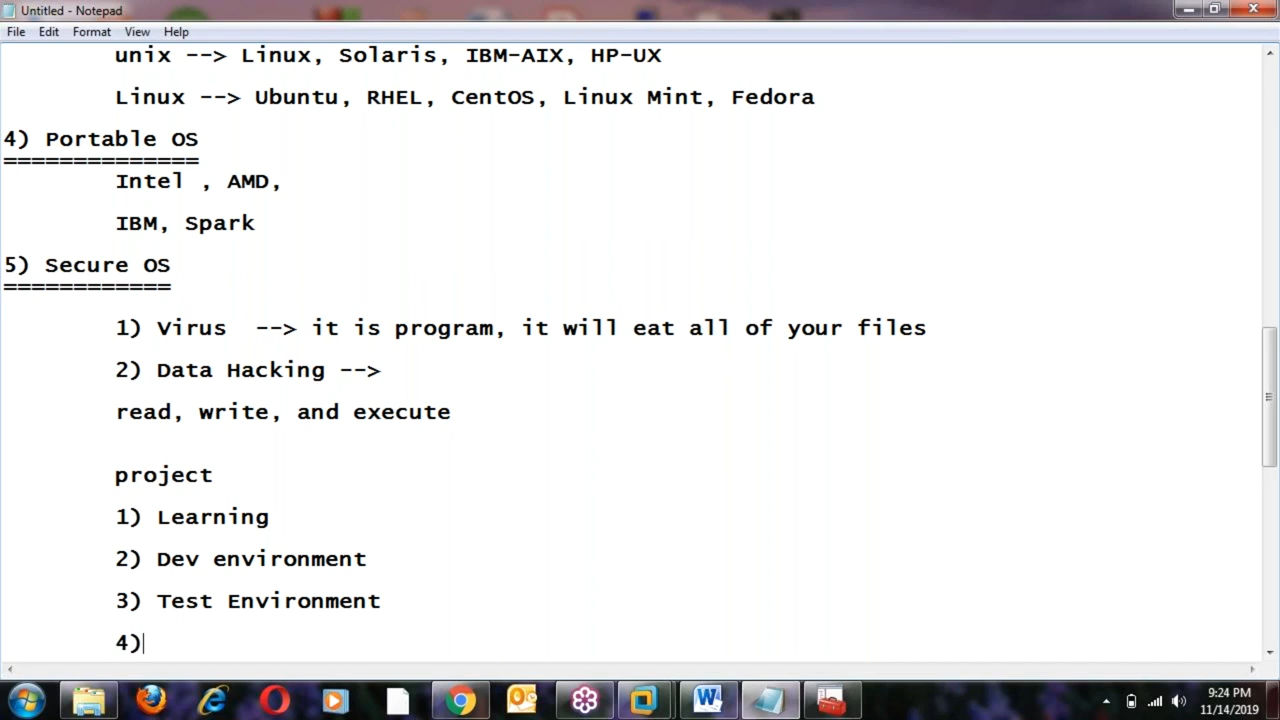 Untitled - Notepad
File Edit Format View Help
unix --> Linux, Solaris, IBM-AIX, HP-UX
Linux --> Ubuntu, RHEL, CentOS, Linux Mint, Fedora
4) Portable OS
==============
Intel , AMD,
IBM, Spark
5) Secure OS
============
1) Virus --> it is program, it will eat all of your files
2) Data Hacking -->
read, write, and execute
project
1) Learning
2) Dev environment
3) Test Environment
4)
9:24 PM
11/14/2019